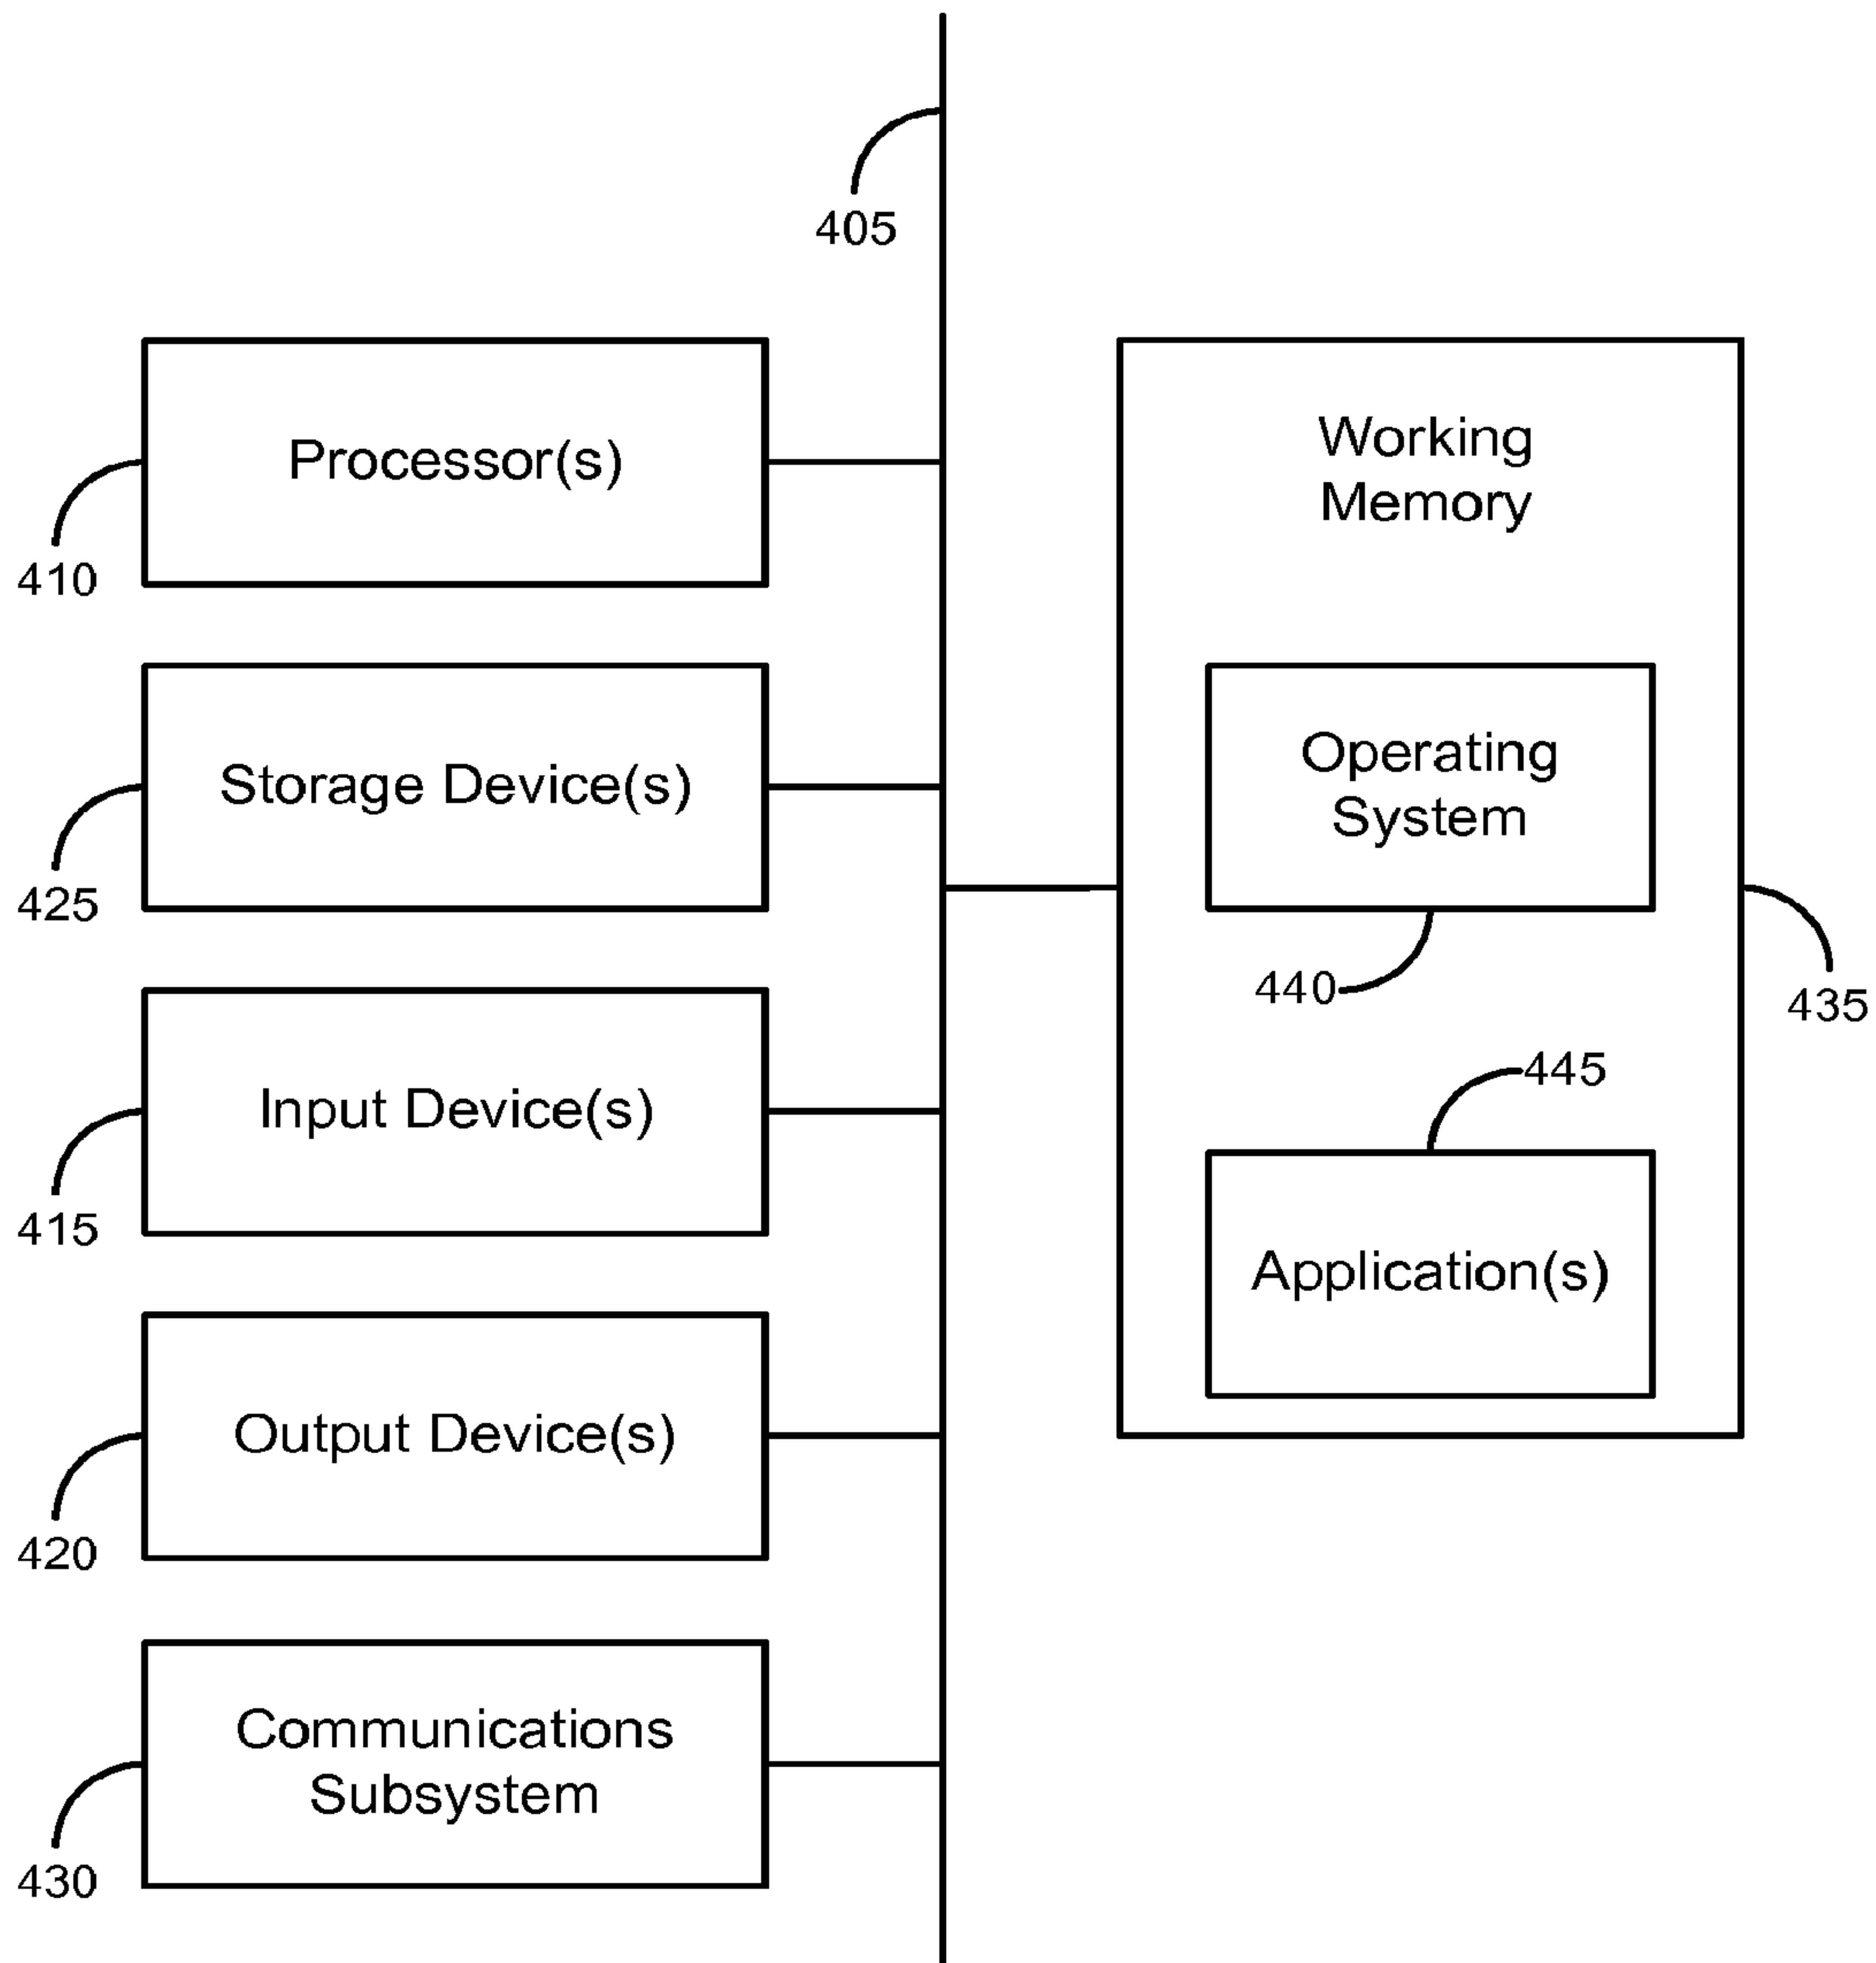 405
Processor(s)
410
Storage Device(s)
425
Input Device(s)
415
Output Device(s)
420
Communications
Subsystem
430
Working
Memory
Operating
System
440
435
445
Application(s)